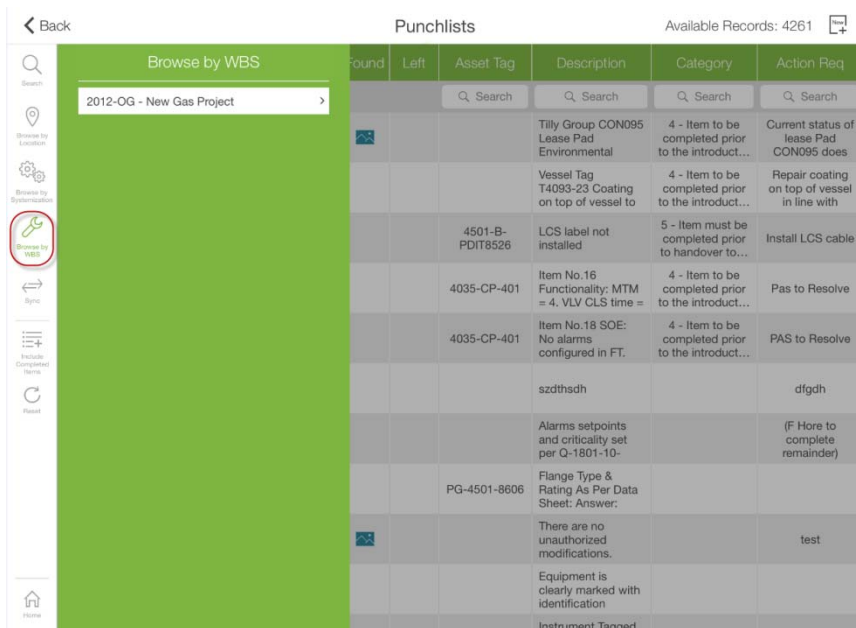 Back
Punchlists
Available Records: 4261
New
Search
Browse by
Location
Browse by
Systemization
Browse by
WBS
Sync
Include
Completed
Items
Reset
Home
Browse by WBS
2012-OG - New Gas Project
Found Left Asset Tag Description Category Action Req
Search Search Search Search
Tilly Group CON095
Lease Pad
Environmental
4 - Item to be
completed prior
to the introduct...
Current status of
lease Pad
CON095 does
Vessel Tag
T4093-23 Coating
on top of vessel to
4 - Item to be
completed prior
to the introduct...
Repair coating
on top of vessel
in line with
4501-B-
PDIT8526
LCS label not
installed
5 - Item must be
completed prior
to handover to...
Install LCS cable
4035-CP-401
Item No.16
Functionality: MTM
= 4. VLV CLS time =
4 - Item to be
completed prior
to the introduct...
Pas to Resolve
4035-CP-401
Item No.18 SOE:
No alarms
configured in FT.
4 - Item to be
completed prior
to the introduct...
PAS to Resolve
szdthsdh
dfgdh
Alarms setpoints
and criticality set
per Q-1801-10-
(F Hore to
complete
remainder)
PG-4501-8606
Flange Type &
Rating As Per Data
Sheet: Answer:
There are no
unauthorized
modifications.
test
Equipment is
clearly marked with
identification
Instrument Tagged